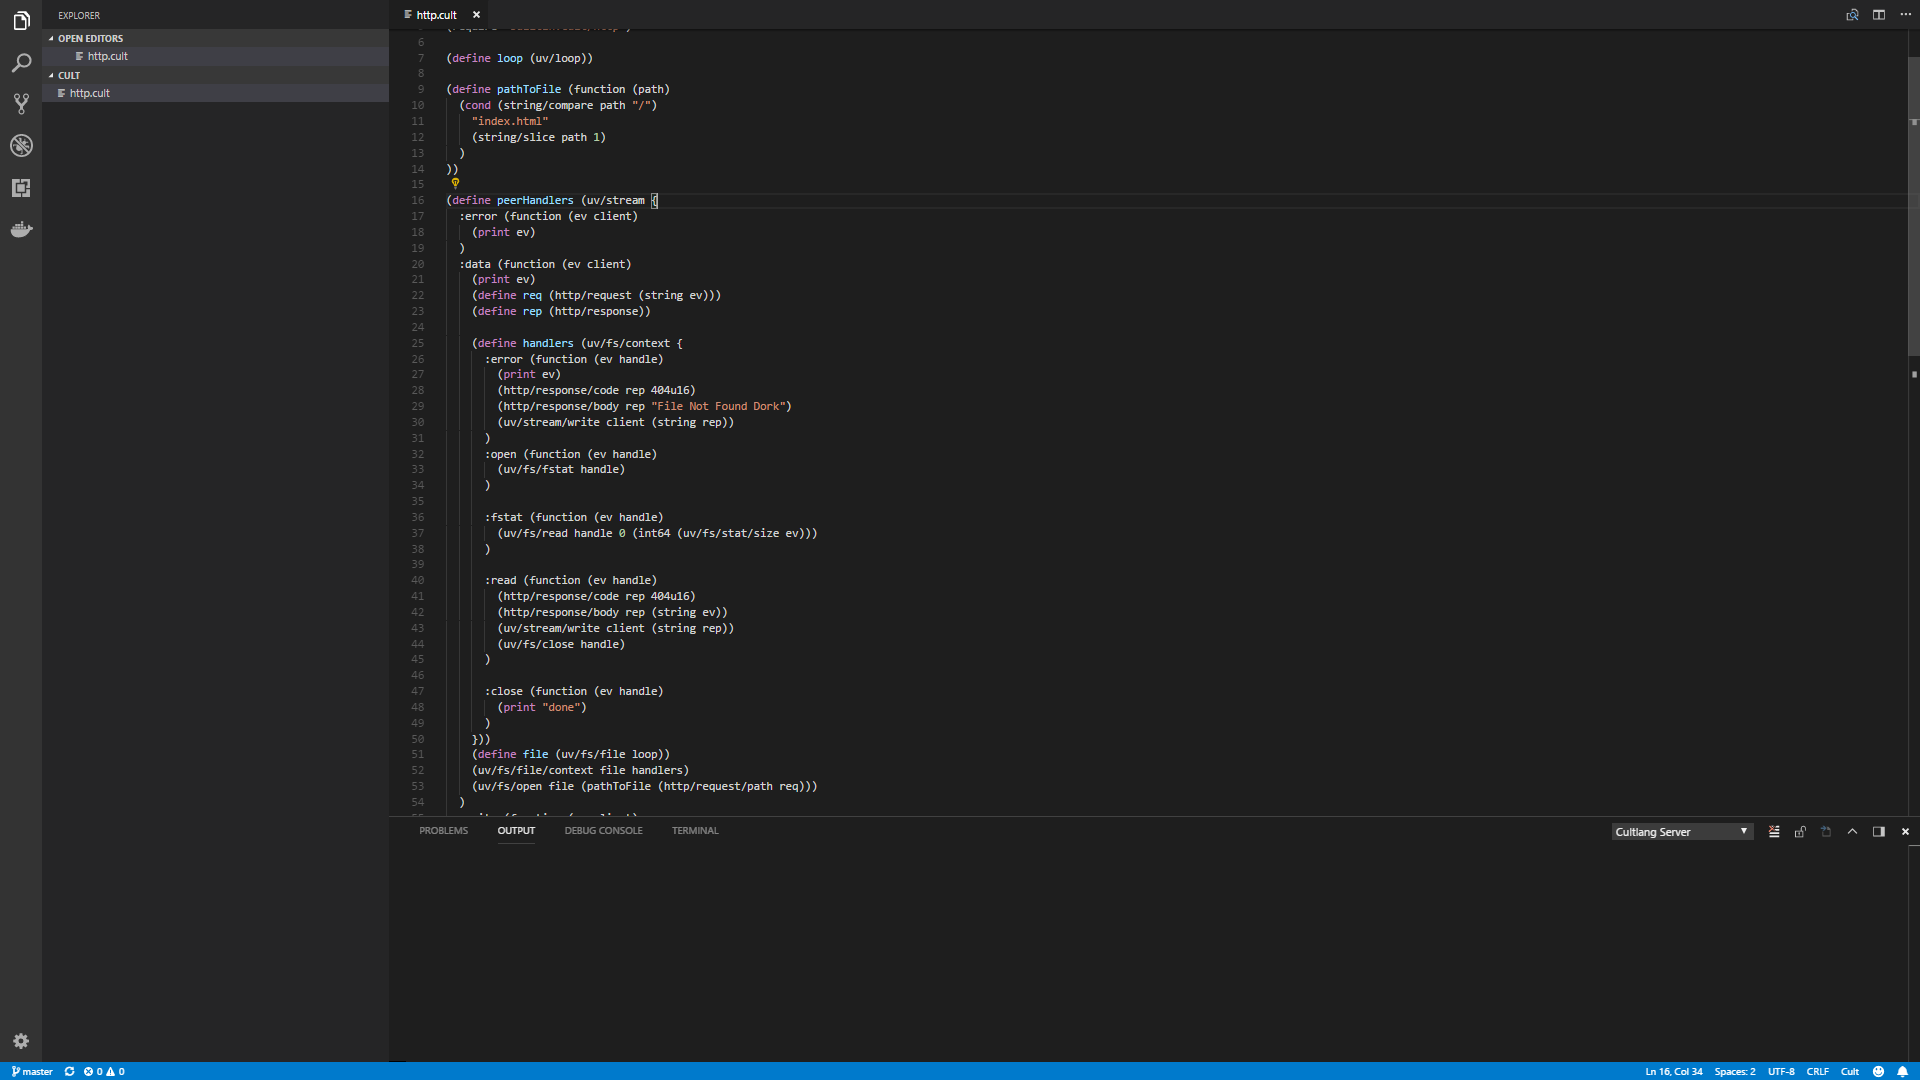 EXPLORER
OPEN EDITORS
http.cult
CULT
http.cult
http.cult
6
7 (define loop (uv/loop))
8
9 (define pathToFile (function (path)
10 (cond (string/compare path "/")
11 "index.html"
12 (string/slice path 1)
13 )
14 ))
15
16 (define peerHandlers (uv/stream {
17 :error (function (ev client)
18 (print ev)
19 )
20 :data (function (ev client)
21 (print ev)
22 (define req (http/request (string ev)))
23 (define rep (http/response))
24
25 (define handlers (uv/fs/context {
26 :error (function (ev handle)
27 (print ev)
28 (http/response/code rep 404u16)
29 (http/response/body rep "File Not Found Dork")
30 (uv/stream/write client (string rep))
31 )
32 :open (function (ev handle)
33 (uv/fs/fstat handle)
34 )
35
36 :fstat (function (ev handle)
37 (uv/fs/read handle 0 (int64 (uv/fs/stat/size ev)))
38 )
39
40 :read (function (ev handle)
41 (http/response/code rep 404u16)
42 (http/response/body rep (string ev))
43 (uv/stream/write client (string rep))
44 (uv/fs/close handle)
45 )
46
47 :close (function (ev handle)
48 (print "done")
49 )
50 }))
51 (define file (uv/fs/file loop))
52 (uv/fs/file/context file handlers)
53 (uv/fs/open file (pathToFile (http/request/path req)))
54 )
PROBLEMS OUTPUT DEBUG CONSOLE TERMINAL Cultlang Server
master 0 0 Ln 16, Col 34 Spaces: 2 UTF-8 CRLF Cult